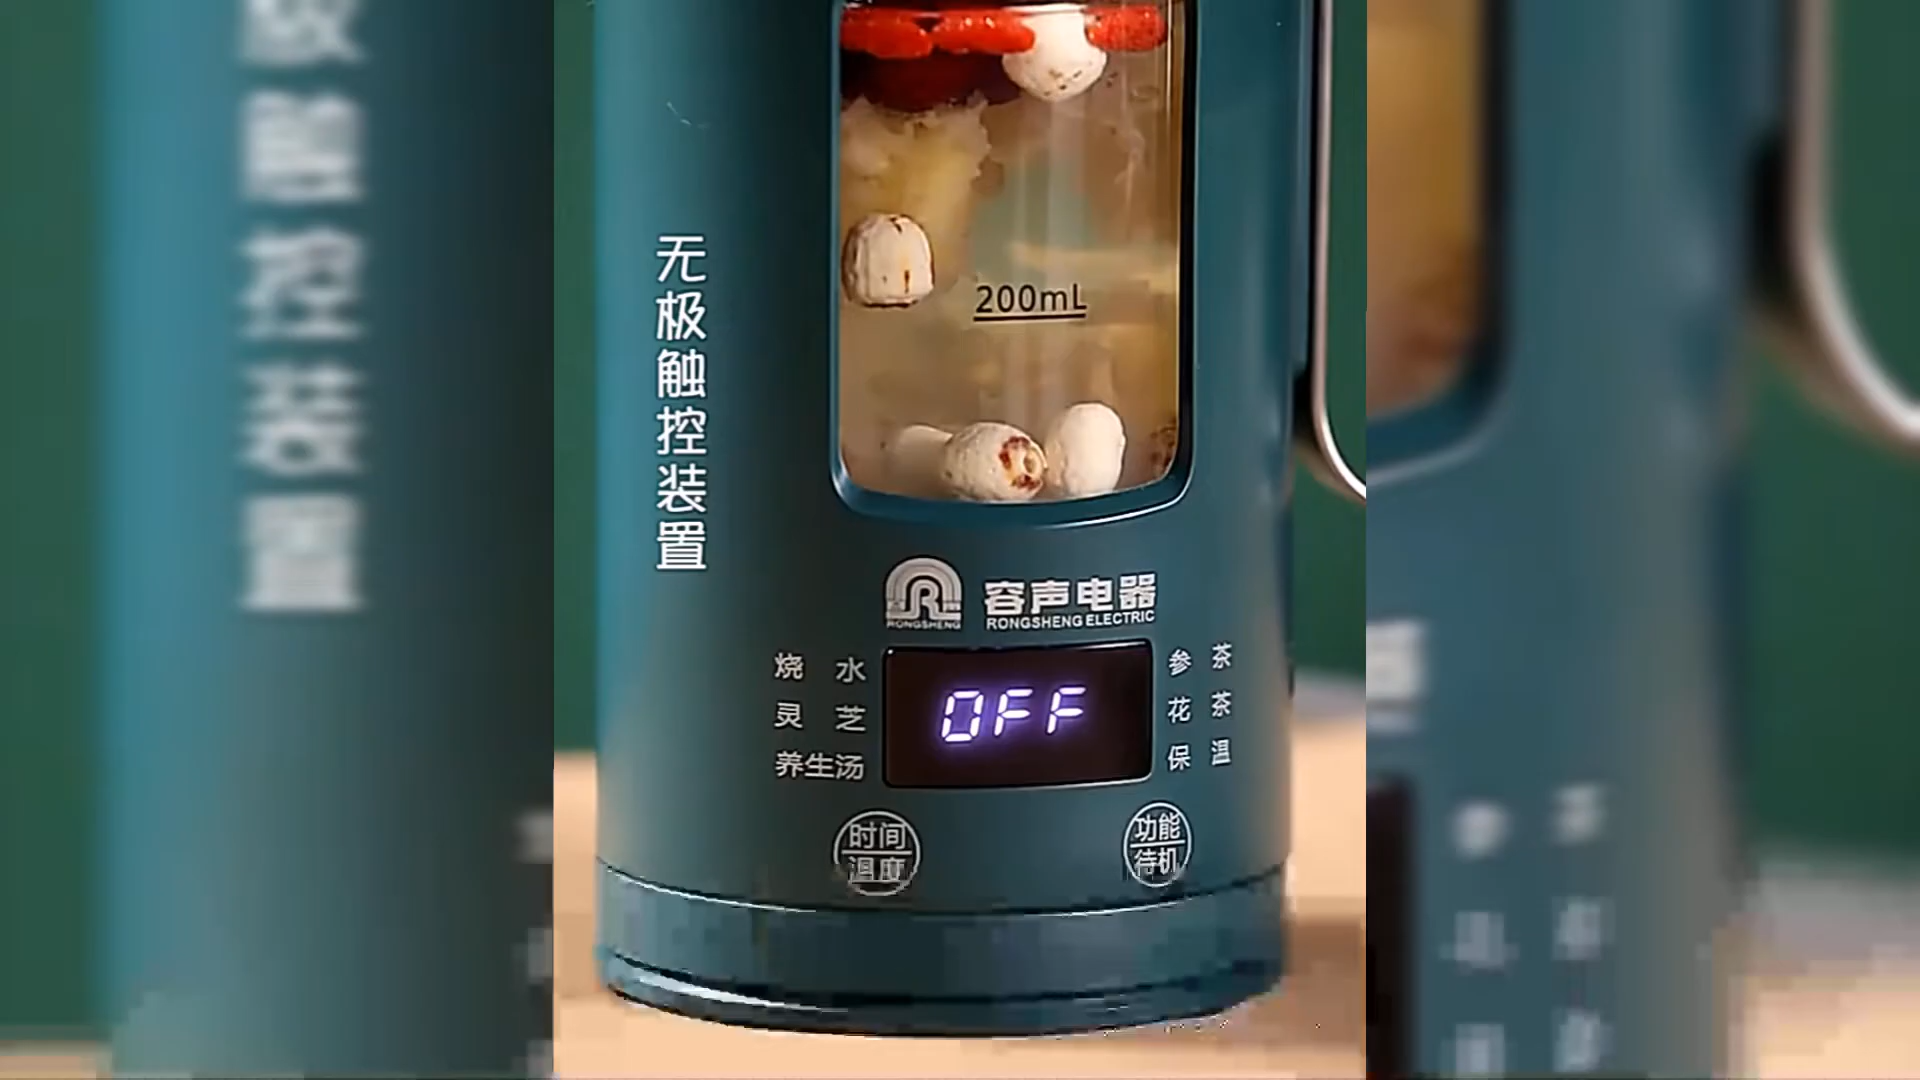 无极触控装置
200mL
RONGSHENG
容声电器
RONGSHENG ELECTRIC
烧水
灵芝
养生汤
OFF
参茶
花茶
保温
时间
温度
功能
待机